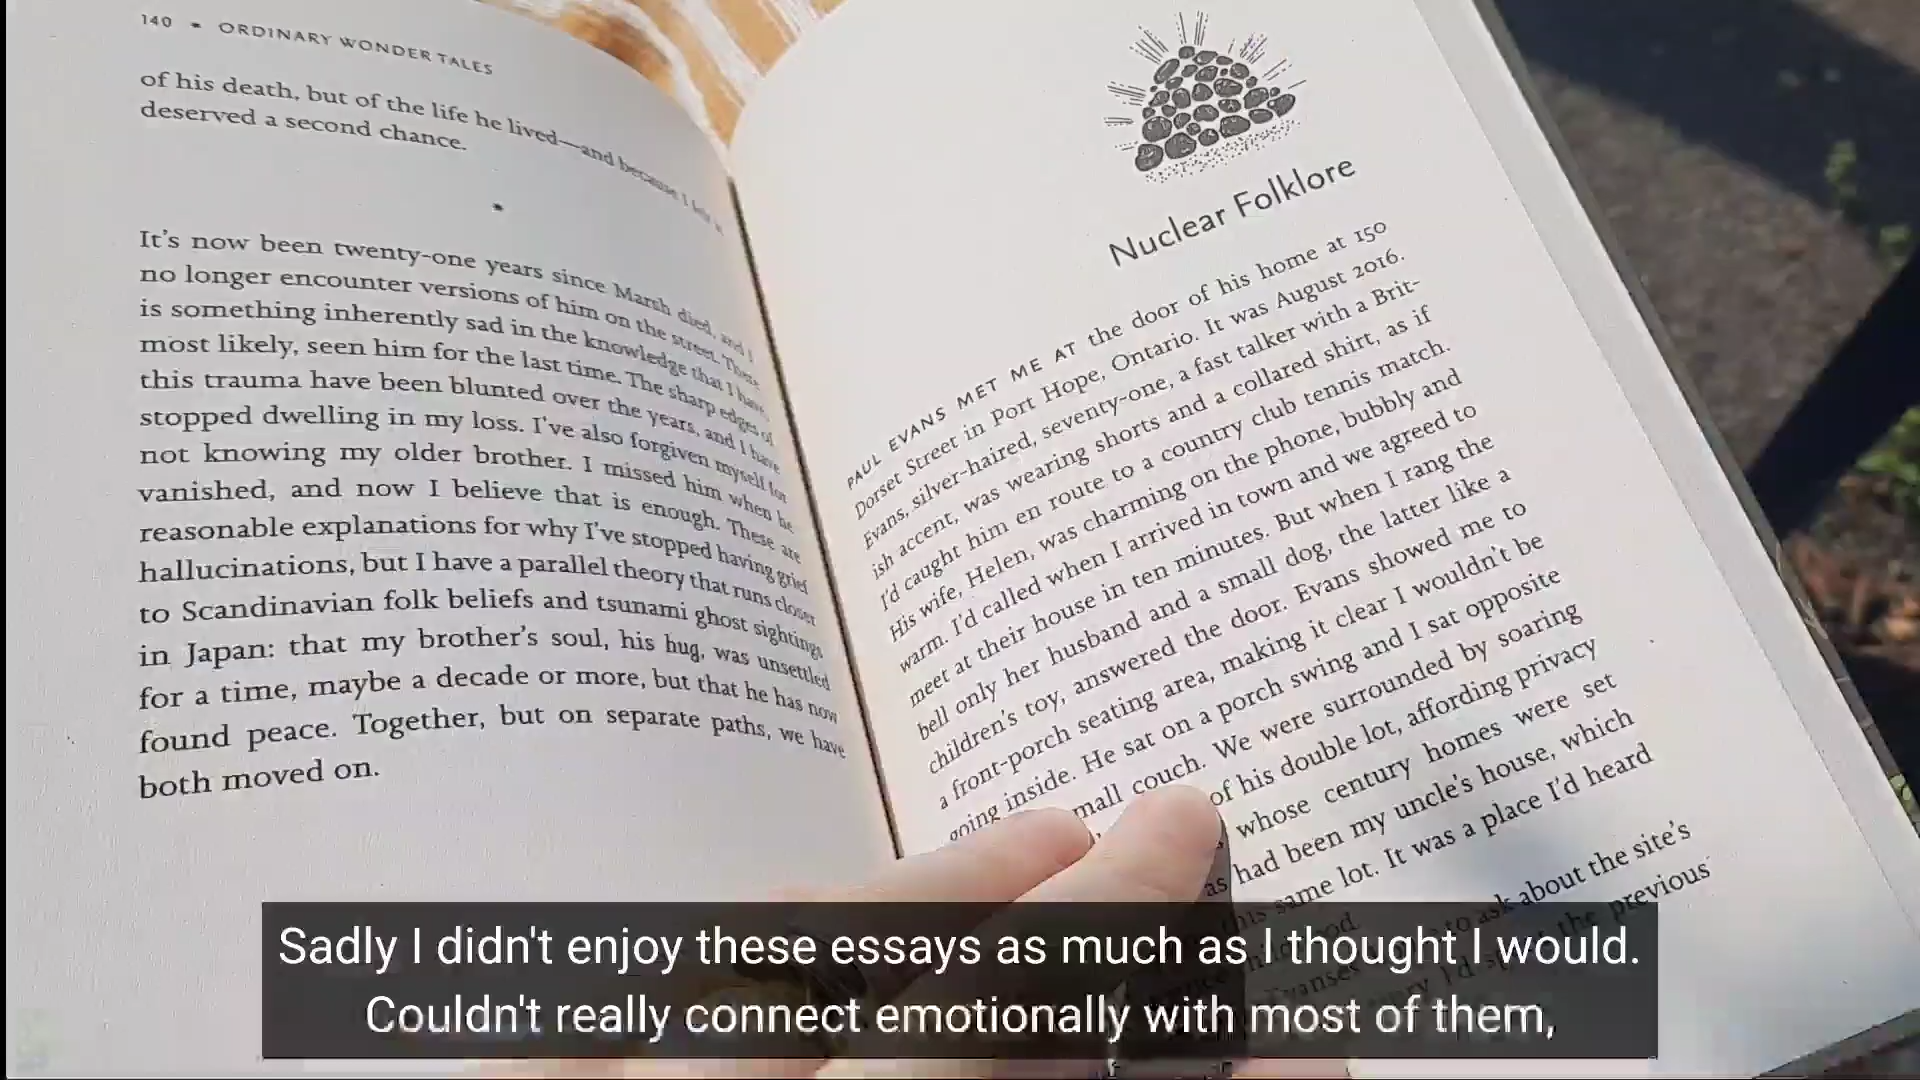 140 • ORDINARY WONDER TALES
of his death, but of the life he lived—and because I felt
deserved a second chance.
*
It's now been twenty-one years since Marsh died, and I
no longer encounter versions of him on the street. There
is something inherently sad in the knowledge that I have,
most likely, seen him for the last time. The sharp edges of
this trauma have been blunted over the years, and I have
stopped dwelling in my loss. I've also forgiven myself for
not knowing my older brother. I missed him when he
vanished, and now I believe that is enough. These are
reasonable explanations for why I've stopped having grief
hallucinations, but I have a parallel theory that runs closer
to Scandinavian folk beliefs and tsunami ghost sightings
in Japan: that my brother's soul, his hug, was unsettled
for a time, maybe a decade or more, but that he has now
found peace. Together, but on separate paths, we have
both moved on.
Nuclear Folklore
PAUL EVANS MET ME AT the door of his home at 150
Dorset Street in Port Hope, Ontario. It was August 2016.
Evans, silver-haired, seventy-one, a fast talker with a Brit-
ish accent, was wearing shorts and a collared shirt, as if
I'd caught him en route to a country club tennis match.
His wife, Helen, was charming on the phone, bubbly and
warm. I'd called when I arrived in town and we agreed to
meet at their house in ten minutes. But when I rang the
bell only her husband and a small dog, the latter like a
children's toy, answered the door. Evans showed me to
a front-porch seating area, making it clear I wouldn't be
going inside. He sat on a porch swing and I sat opposite
small couch. We were surrounded by soaring
of his double lot, affording privacy
whose century homes were set
as had been my uncle's house, which
this same lot. It was a place I'd heard
to ask about the site's
the previous
Sadly I didn't enjoy these essays as much as I thought I would.
Couldn't really connect emotionally with most of them,